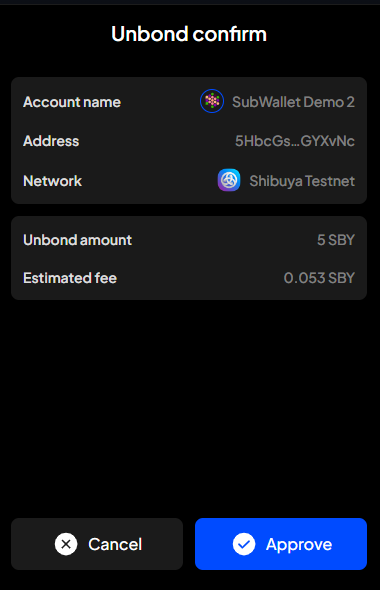 Unbond confirm
Account name SubWallet Demo 2
Address 5HbcGs...GYXvNc
Network Shibuya Testnet
Unbond amount 5 SBY
Estimated fee 0.053 SBY
Cancel Approve